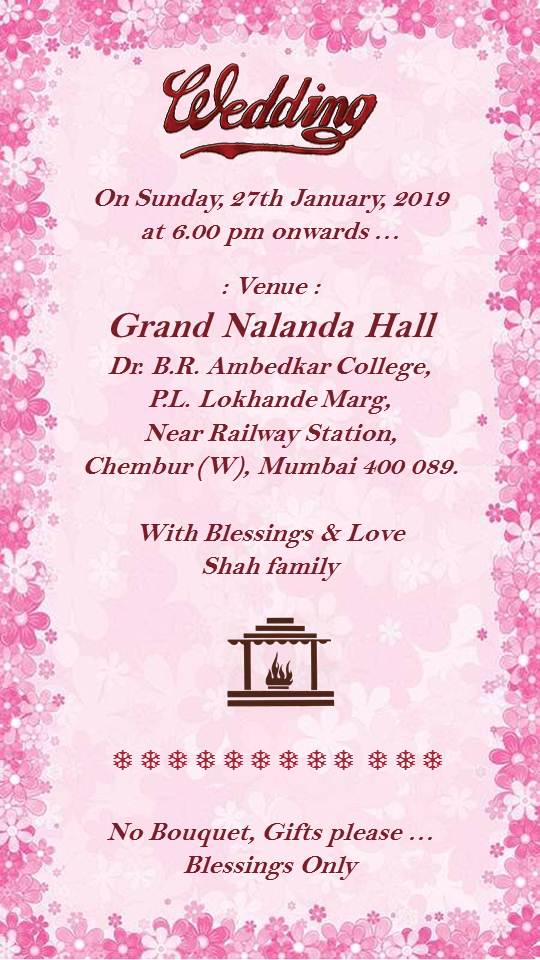 Wedding
On Sunday, 27th January, 2019
at 6.00 pm onwards ...
: Venue :
Grand Nalanda Hall
Dr. B.R. Ambedkar College,
P.L. Lokhande Marg,
Near Railway Station,
Chembur (W), Mumbai 400 089.
With Blessings & Love
Shah family
No Bouquet, Gifts please ...
Blessings Only